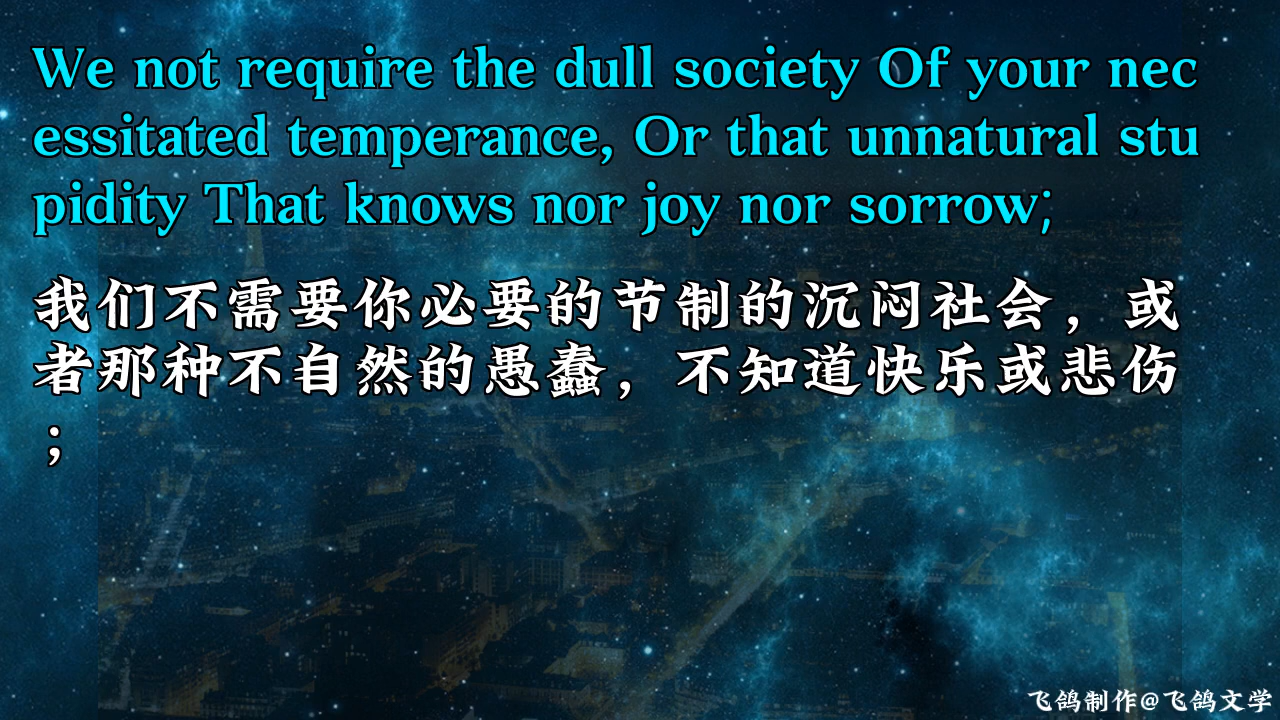 We not require the dull society Of your nec
essitated temperance, Or that unnatural stu
pidity That knows nor joy nor sorrow;
我们不需要你必要的节制的沉闷社会，或
者那种不自然的愚蠢，不知道快乐或悲伤
；
飞鸽制作@飞鸽文学